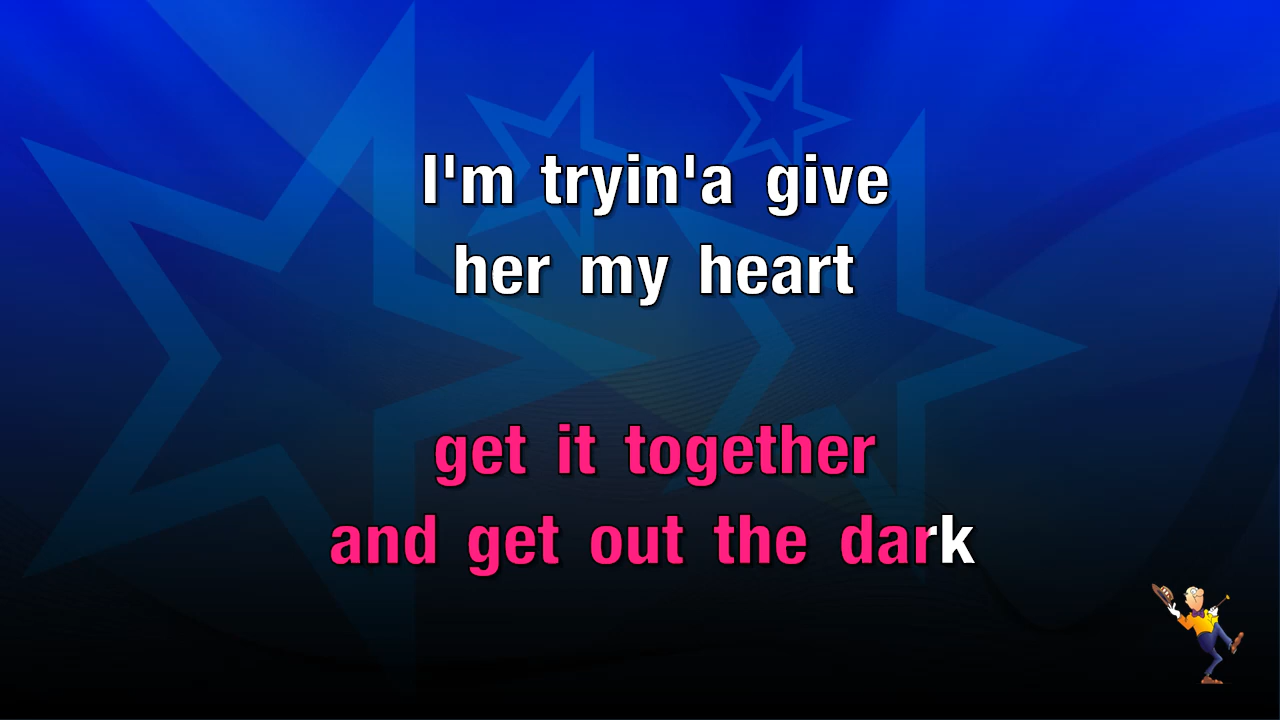 I'm tryin'a give
her my heart
get it together
and get out the dark